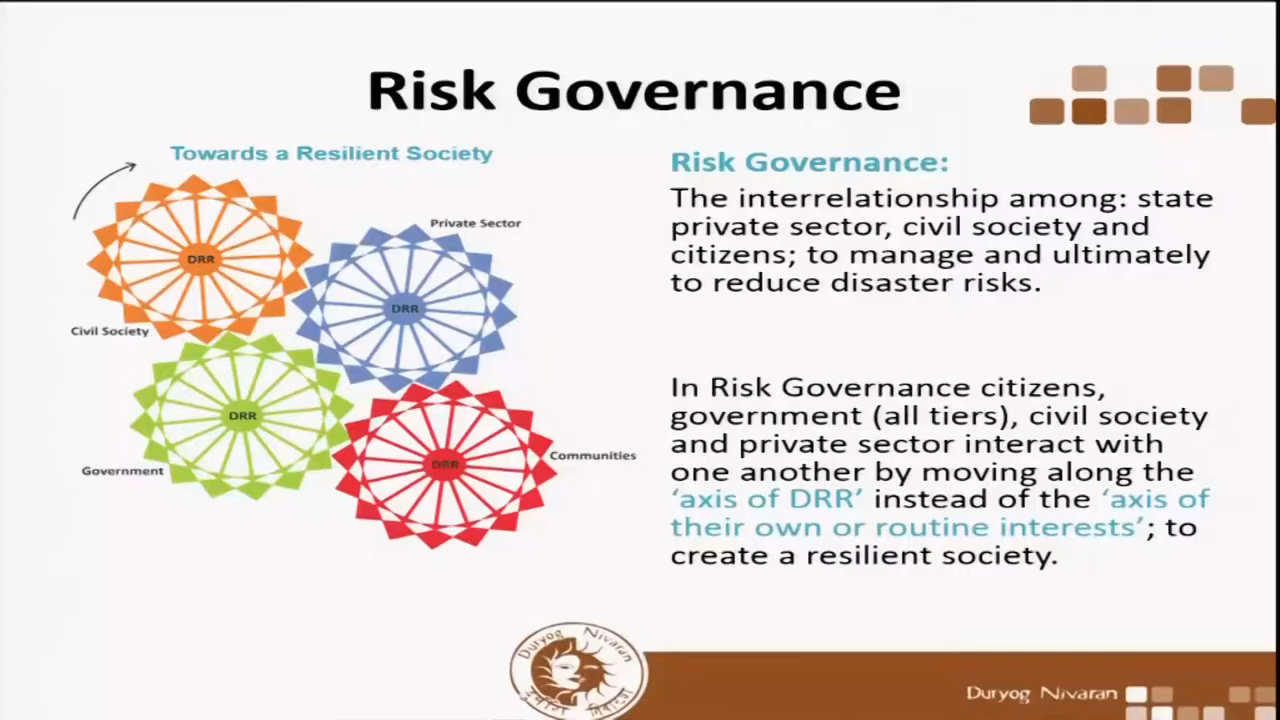 Risk Governance
Towards a Resilient Society
DRR
Civil Society
Private Sector
DRR
DRR
Government
DRR
Communities
Risk Governance:
The interrelationship among: state
private sector, civil society and
citizens; to manage and ultimately
to reduce disaster risks.
In Risk Governance citizens,
government (all tiers), civil society
and private sector interact with
one another by moving along the
‘axis of DRR’ instead of the ‘axis of
their own or routine interests’; to
create a resilient society.
Duryog Nivaran
दुर्योग निवारण
Duryog Nivaran